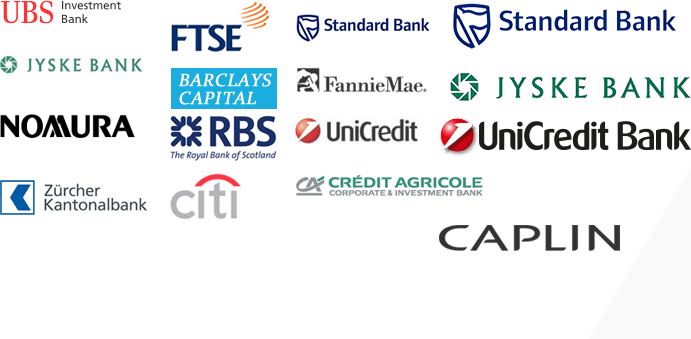 UBS Investment
Bank
FTSE
Standard Bank
Standard Bank
JYSKE BANK
BARCLAYS
CAPITAL
FannieMae.
JYSKE BANK
NOMURA
RBS
The Royal Bank of Scotland
UniCredit
UniCredit Bank
Zürcher
Kantonalbank
citi
CRÉDIT AGRICOLE
CORPORATE & INVESTMENT BANK
CAPLIN